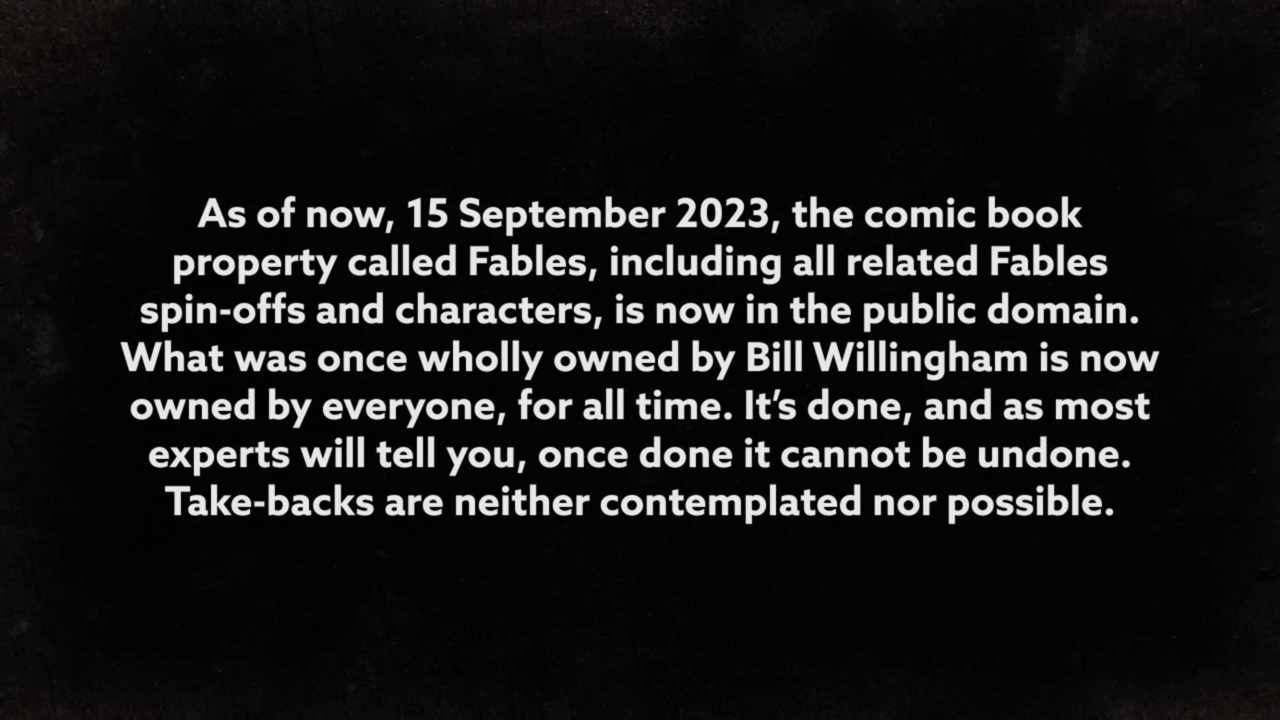 As of now, 15 September 2023, the comic book
property called Fables, including all related Fables
spin-offs and characters, is now in the public domain.
What was once wholly owned by Bill Willingham is now
owned by everyone, for all time. It’s done, and as most
experts will tell you, once done it cannot be undone.
Take-backs are neither contemplated nor possible.